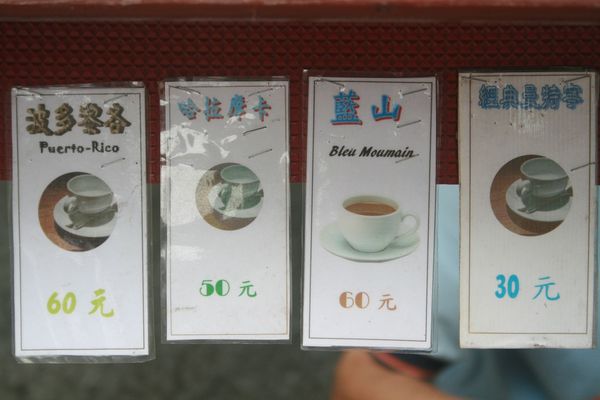 波多黎各
Puerto-Rico
60 元
哈拉摩卡
50 元
藍山
Bleu Moumain
60 元
經典曼特寧
30 元